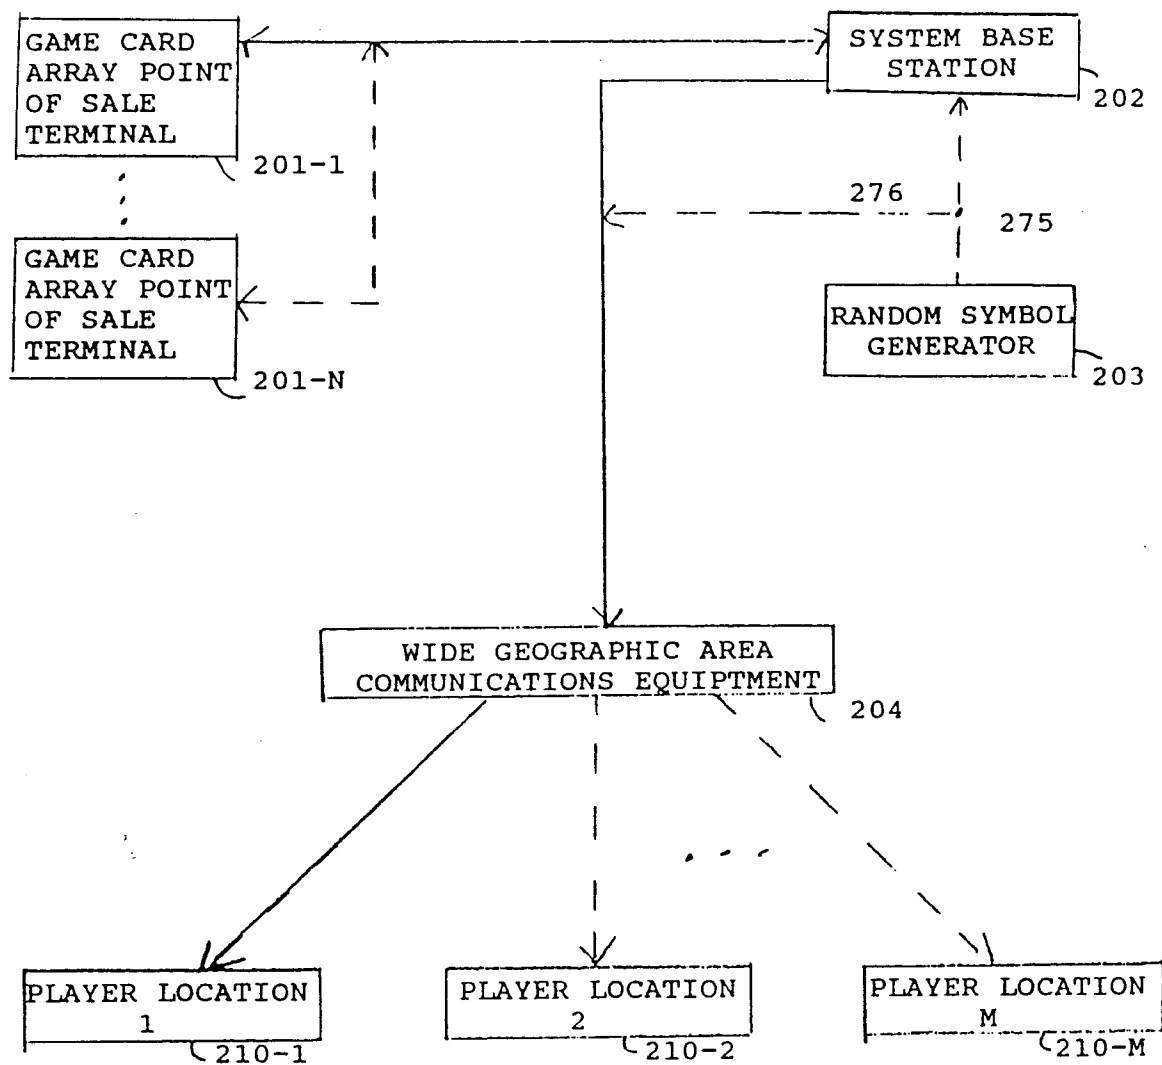 GAME CARD
ARRAY POINT
OF SALE
TERMINAL
201-1
SYSTEM BASE
STATION
202
276
275
GAME CARD
ARRAY POINT
OF SALE
TERMINAL
201-N
RANDOM SYMBOL
GENERATOR
203
WIDE GEOGRAPHIC AREA
COMMUNICATIONS EQUIPTMENT
204
PLAYER LOCATION
1
210-1
PLAYER LOCATION
2
210-2
PLAYER LOCATION
M
210-M